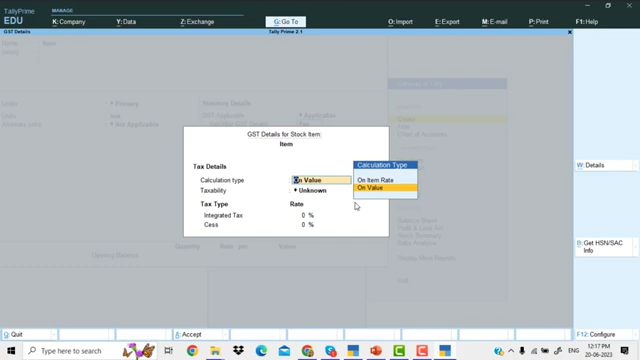 TallyPrime MANAGE
EDU K: Company Y: Data Z: Exchange G: Go To O: Import E: Export M: E-mail P: Print F1: Help
GST Details Tally Prime 2.1 ×
GST Details for Stock Item:
Item
Tax Details
Calculation type : On Value
Taxability : ♦ Unknown
Tax Type Rate
Integrated Tax 0 %
Cess 0 %
Calculation Type
On Item Rate
On Value
W: Details
B: Get HSN/SAC
Info
Q: Quit A: Accept F12: Configure
Type here to search
12:17 PM
20-06-2023